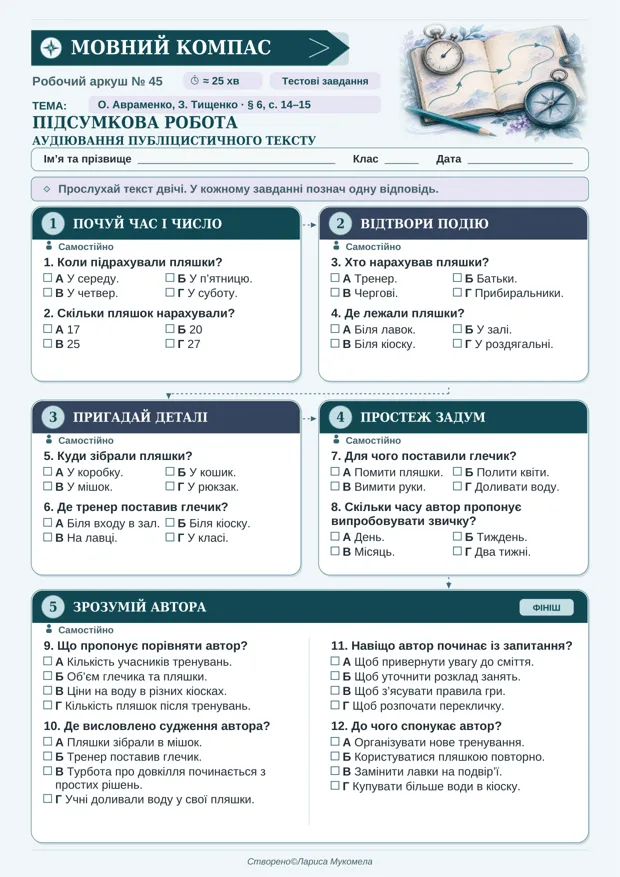 МОВНИЙ КОМПАС
Робочий аркуш № 45
≈ 25 хв
Тестові завдання
ТЕМА:
О. Авраменко, З. Тищенко · § 6, с. 14–15
ПІДСУМКОВА РОБОТА
АУДІЮВАННЯ ПУБЛІЦИСТИЧНОГО ТЕКСТУ
Ім’я та прізвище ____ Клас ____ Дата ____
Прослухай текст двічі. У кожному завданні познач одну відповідь.
1 ПОЧУЙ ЧАС І ЧИСЛО
Самостійно
1. Коли підрахували пляшки?
А У середу.
Б У п’ятницю.
В У четвер.
Г У суботу.
2. Скільки пляшок нарахували?
А 17
Б 20
В 25
Г 27
2 ВІДТВОРИ ПОДІЮ
Самостійно
3. Хто нарахував пляшки?
А Тренер.
Б Батьки.
В Чергові.
Г Прибиральники.
4. Де лежали пляшки?
А Біля лавок.
Б У залі.
В Біля кіоску.
Г У роздягальні.
3 ПРИГАДАЙ ДЕТАЛІ
Самостійно
5. Куди зібрали пляшки?
А У коробку.
Б У кошик.
В У мішок.
Г У рюкзак.
6. Де тренер поставив глечик?
А Біля входу в зал.
Б Біля кіоску.
В На лавці.
Г У класі.
4 ПРОСТЕЖ ЗАДУМ
Самостійно
7. Для чого поставили глечик?
А Помити пляшки.
Б Полити квіти.
В Вимити руки.
Г Доливати воду.
8. Скільки часу автор пропонує
випробовувати звичку?
А День.
Б Тиждень.
В Місяць.
Г Два тижні.
5 ЗРОЗУМІЙ АВТОРА
ФІНІШ
Самостійно
9. Що пропонує порівняти автор?
А Кількість учасників тренувань.
Б Об’єм глечика та пляшки.
В Ціни на воду в різних кіосках.
Г Кількість пляшок після тренувань.
10. Де висловлено судження автора?
А Пляшки зібрали в мішок.
Б Тренер поставив глечик.
В Турбота про довкілля починається з
простих рішень.
Г Учні доливали воду у свої пляшки.
11. Навіщо автор починає із запитання?
А Щоб привернути увагу до сміття.
Б Щоб уточнити розклад занять.
В Щоб з’ясувати правила гри.
Г Щоб розпочати перекличку.
12. До чого спонукає автор?
А Організувати нове тренування.
Б Користуватися пляшкою повторно.
В Замінити лавки на подвір’ї.
Г Купувати більше води в кіоску.
Створено©Лариса Мукомела